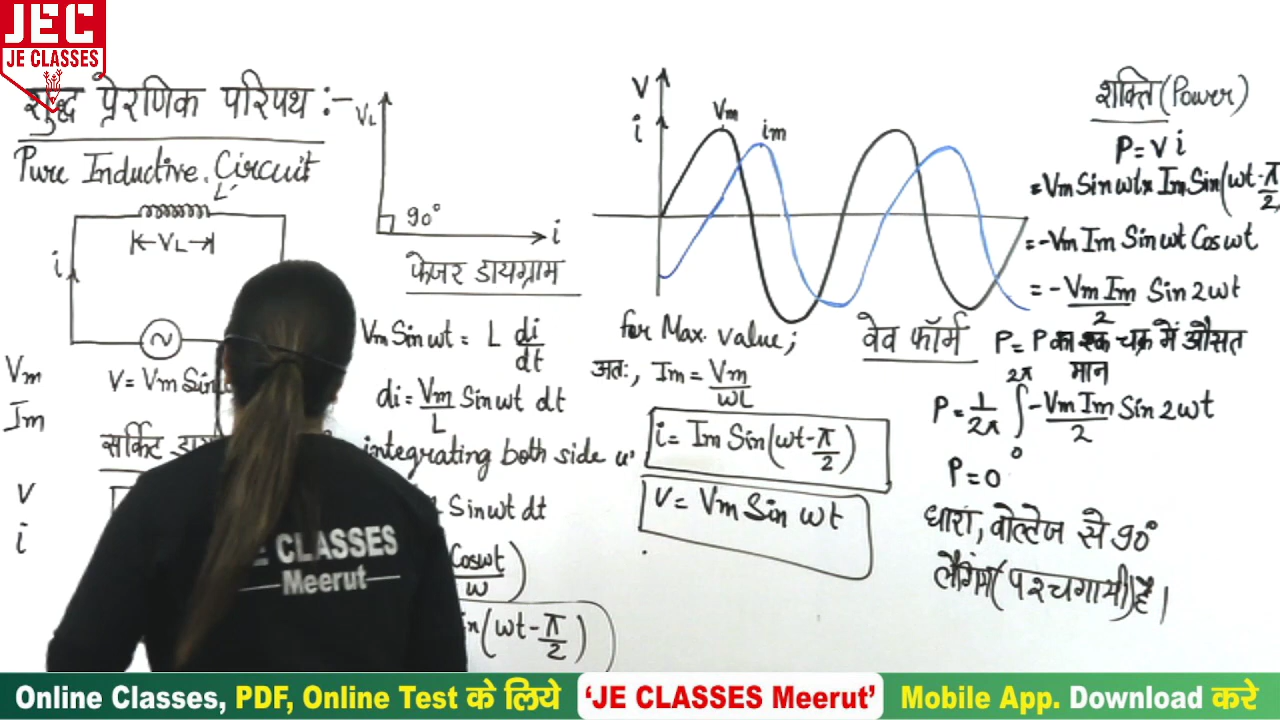 JEC
JE CLASSES
शुद्ध प्रेरणिक परिपथ :-
Pure Inductive Circuit
i
VL
V = Vm Sin
Vm
Im
V
i
VL
90°
i
फेजर डायग्राम
Vm Sin ωt = L di/dt
di = Vm/L Sin ωt dt
integrating both side
Sin ωt dt
Cos ωt/ω)
(ωt - π/2)
V
i
Vm
im
for Max. value;
वेव फॉर्म
अतः, Im = Vm/ωL
i = Im Sin(ωt - π/2)
V = Vm Sin ωt
शक्ति (Power)
P = V i
= Vm Sin ωt x Im Sin(ωt - π/2
= -Vm Im Sin ωt Cos ωt
= - Vm Im/2 Sin 2ωt
P = P का एक चक्र में औसत
मान
P = 1/2π ∫₀^2π - Vm Im/2 Sin 2ωt
P = 0
धारा, वोल्टेज से 90°
(पश्चगामी) है।
E CLASSES
Meerut
Online Classes, PDF, Online Test के लिये 'JE CLASSES Meerut' Mobile App. Download करे